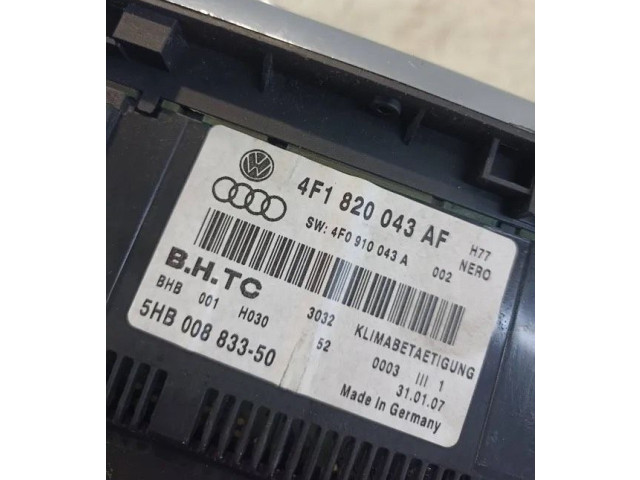 VW
4F1 820 043 AF
H77
SW: 4F0 910 043 A
002
NERO
B.H.TC
BHB 001 H030
3032
KLIMABETAETIGUNG
5HB 008 833-50
52
0003 III 1
31.01.07
Made In Germany